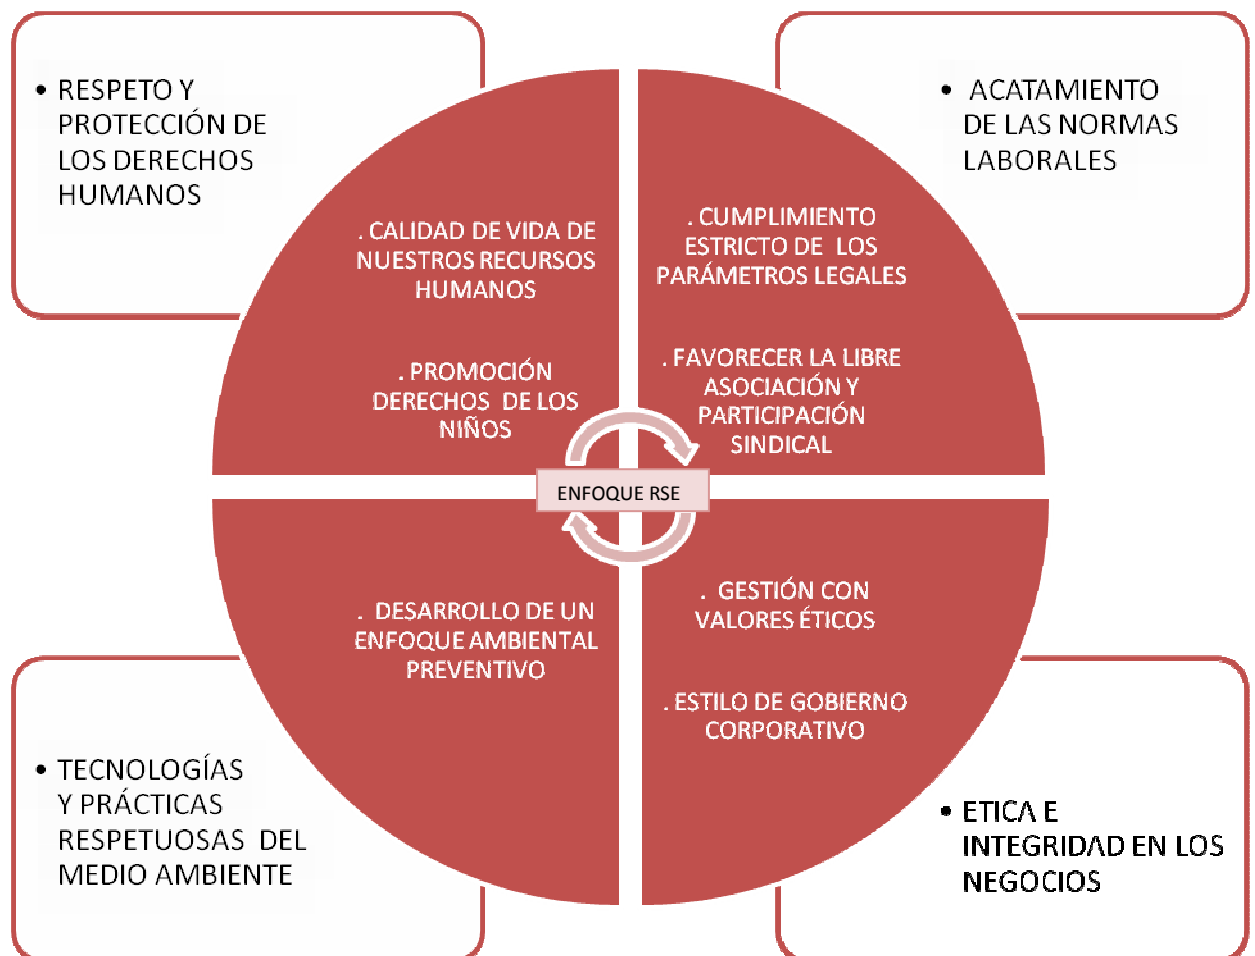 • RESPETO Y
PROTECCIÓN DE
LOS DERECHOS
HUMANOS
• ACATAMIENTO
DE LAS NORMAS
LABORALES
. CALIDAD DE VIDA DE
NUESTROS RECURSOS
HUMANOS
. PROMOCIÓN
DERECHOS DE LOS
NIÑOS
. CUMPLIMIENTO
ESTRICTO DE LOS
PARÁMETROS LEGALES
. FAVORECER LA LIBRE
ASOCIACIÓN Y
PARTICIPACIÓN
SINDICAL
ENFOQUE RSE
. DESARROLLO DE UN
ENFOQUE AMBIENTAL
PREVENTIVO
. GESTIÓN CON
VALORES ÉTICOS
. ESTILO DE GOBIERNO
CORPORATIVO
• TECNOLOGÍAS
Y PRÁCTICAS
RESPETUOSAS DEL
MEDIO AMBIENTE
• ETICA E
INTEGRIDAD EN LOS
NEGOCIOS